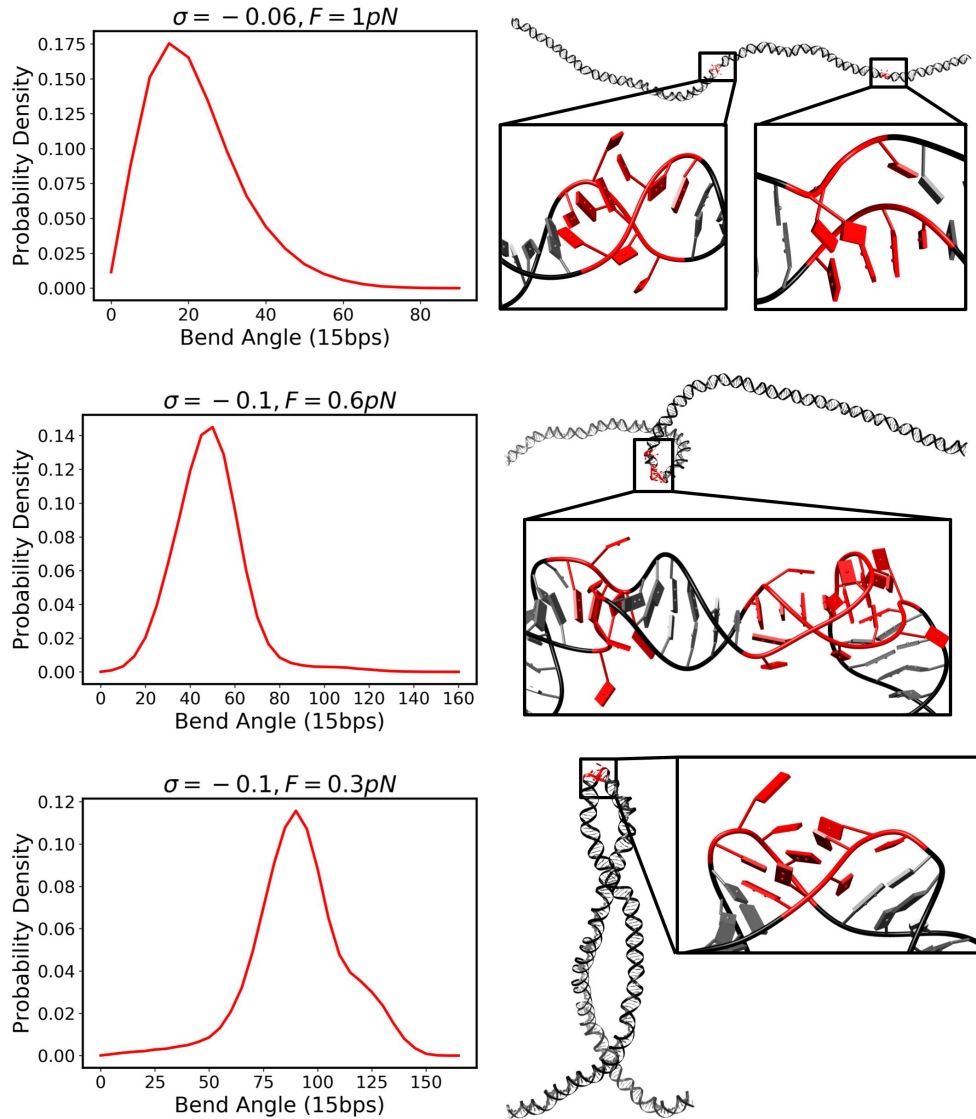 σ = −0.06, F = 1pN
Probability Density
0.175
0.150
0.125
0.100
0.075
0.050
0.025
0.000
0 20 40 60 80
Bend Angle (15bps)
σ = −0.1, F = 0.6pN
Probability Density
0.14
0.12
0.10
0.08
0.06
0.04
0.02
0.00
0 20 40 60 80 100 120 140 160
Bend Angle (15bps)
σ = −0.1, F = 0.3pN
Probability Density
0.12
0.10
0.08
0.06
0.04
0.02
0.00
0 25 50 75 100 125 150
Bend Angle (15bps)